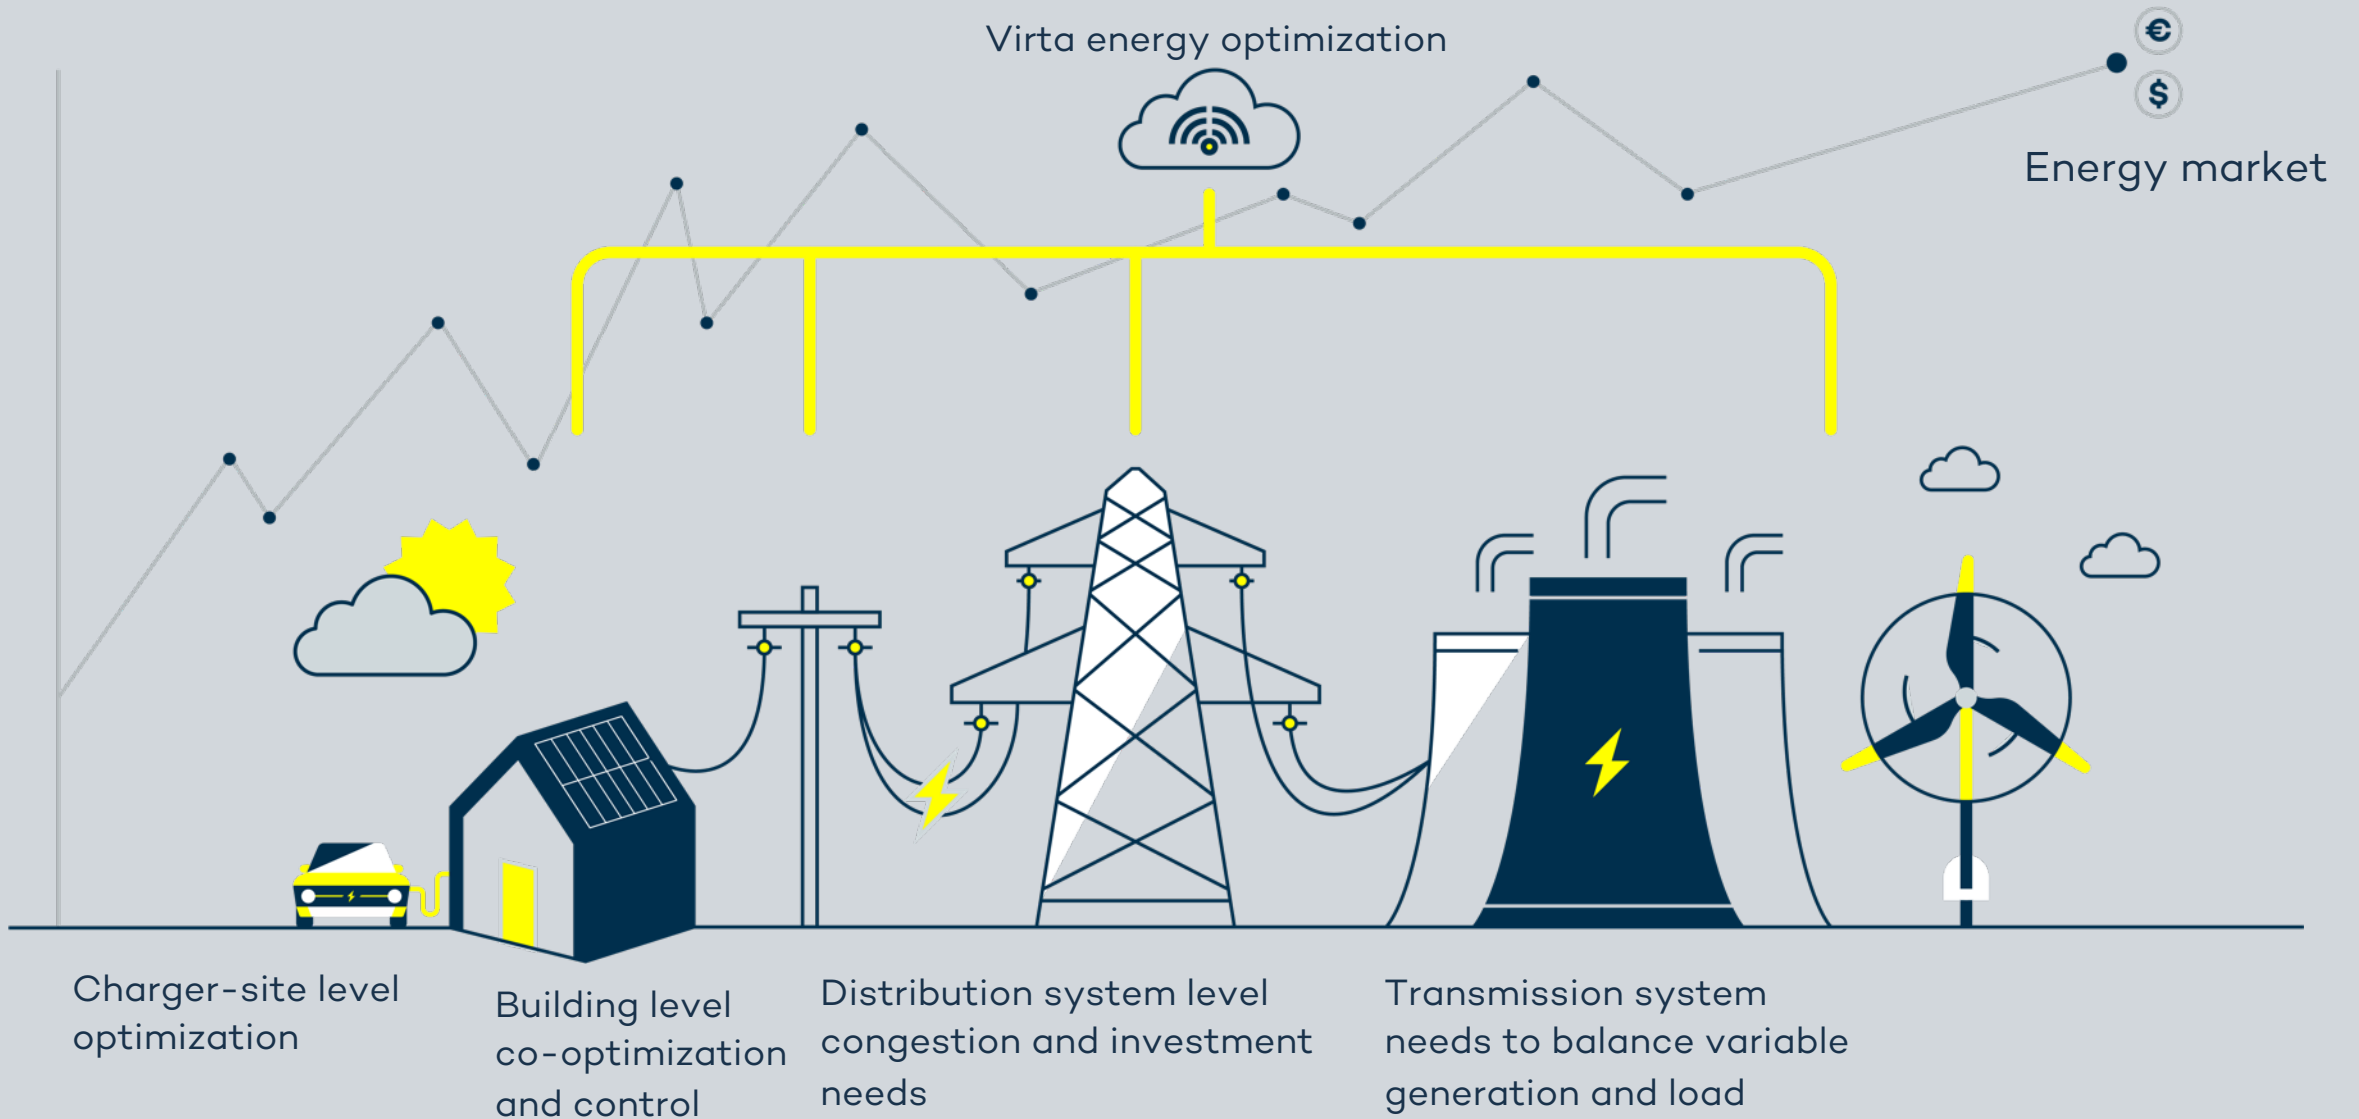 Virta energy optimization
€
$
Energy market
Charger-site level
optimization
Building level
co-optimization
and control
Distribution system level
congestion and investment
needs
Transmission system
needs to balance variable
generation and load